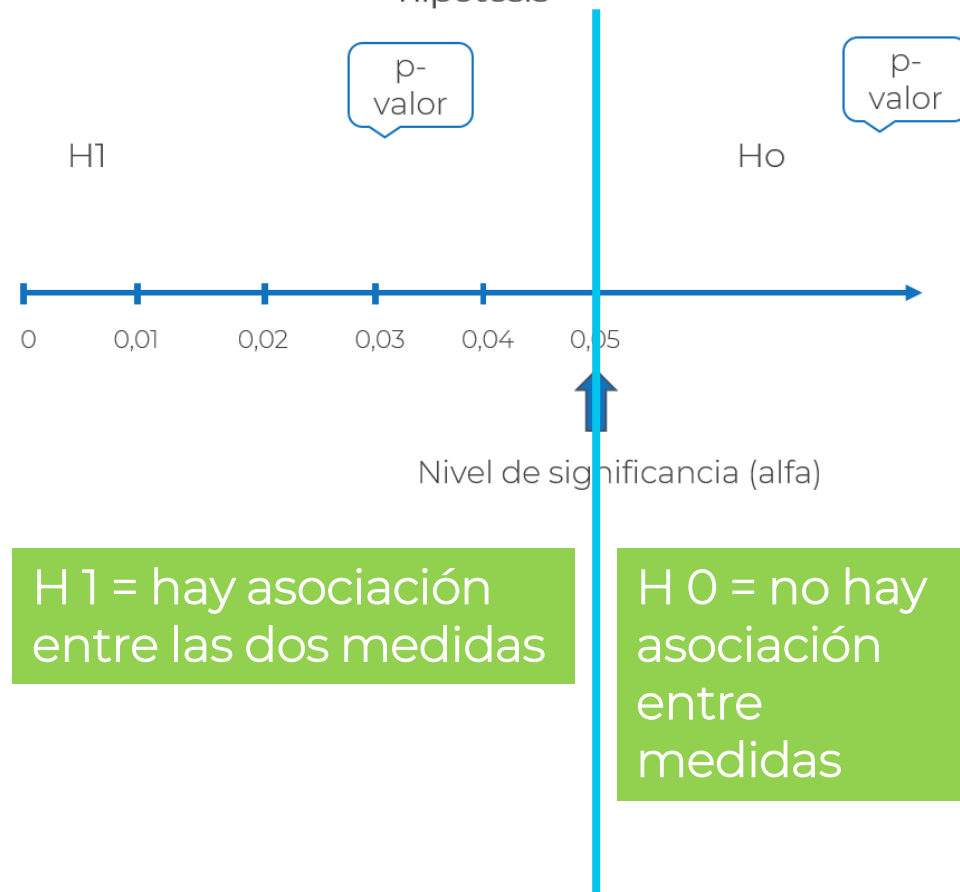 hipótesis
p-
valor
p-
valor
H1
Ho
0
0,01
0,02
0,03
0,04
0,05
Nivel de significancia (alfa)
H 1 = hay asociación
entre las dos medidas
H 0 = no hay
asociación
entre
medidas